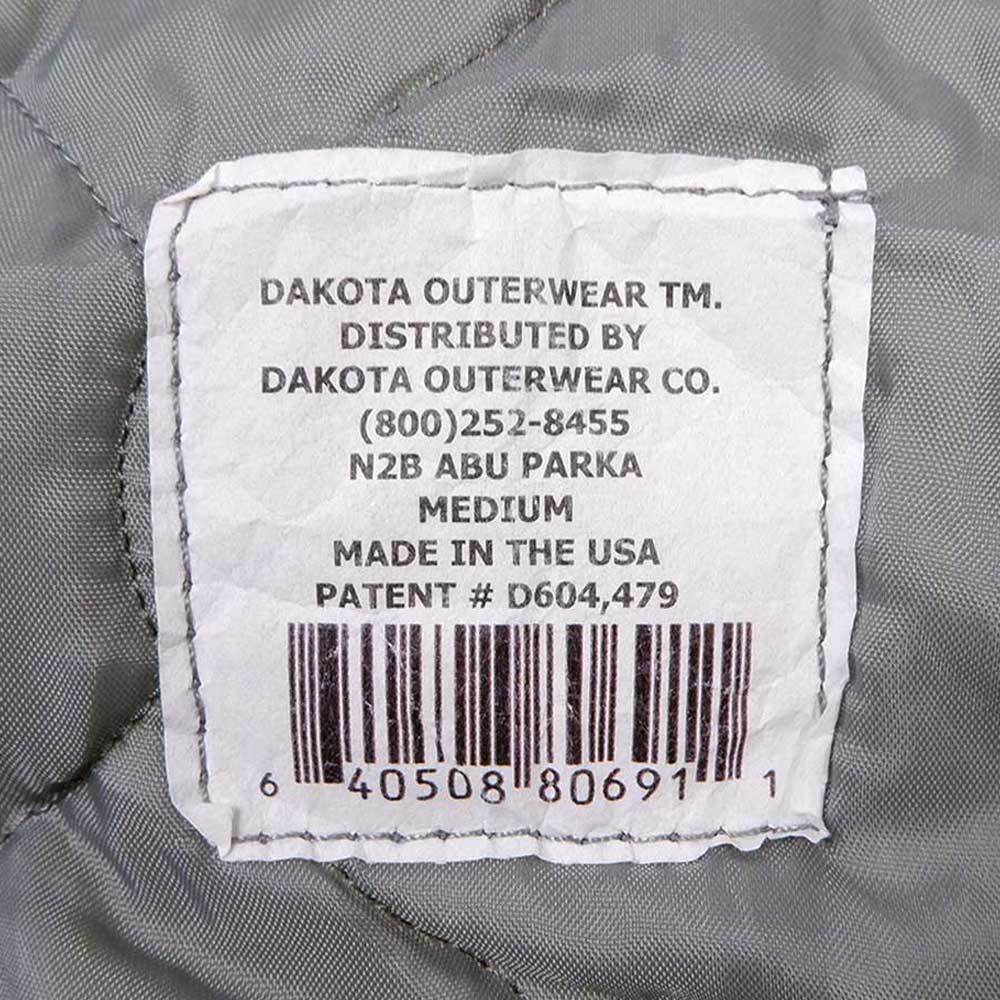 DAKOTA OUTERWEAR TM.
DISTRIBUTED BY
DAKOTA OUTERWEAR CO.
(800)252-8455
N2B ABU PARKA
MEDIUM
MADE IN THE USA
PATENT # D604,479
6 40508 80691 1